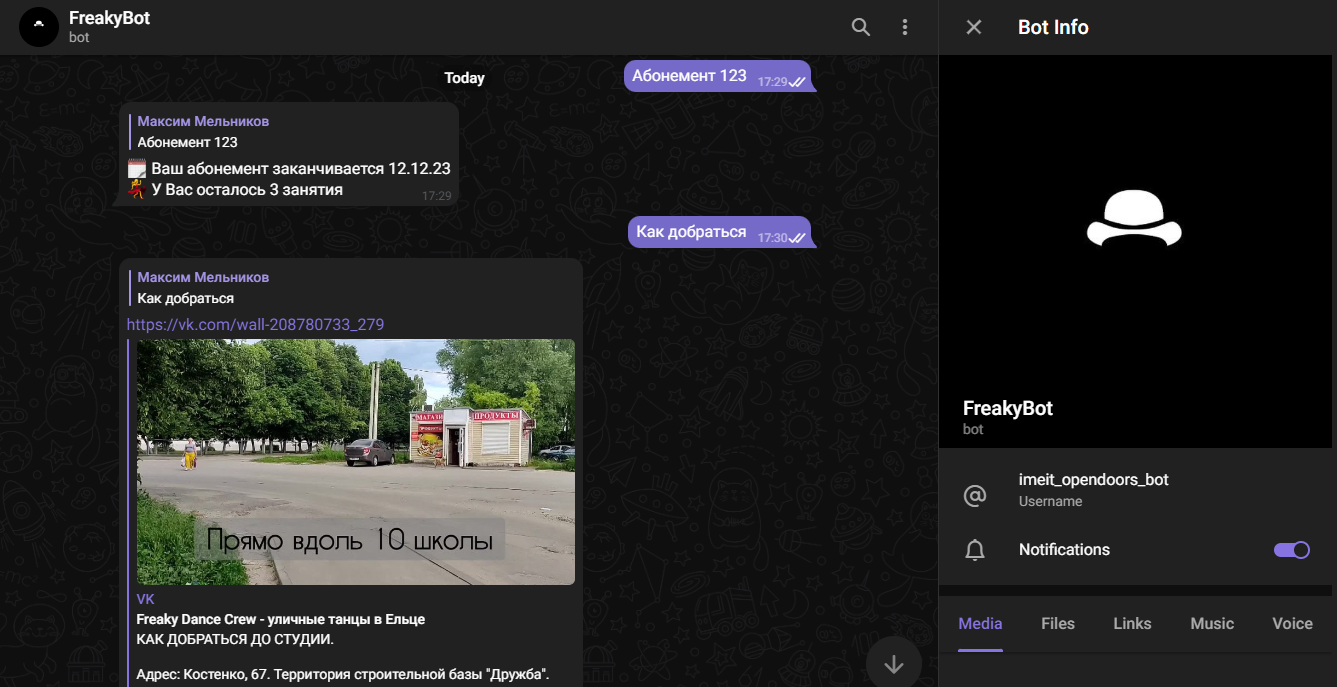 FreakyBot
bot
Bot Info
Today
Абонемент 123 17:29
Максим Мельников
Абонемент 123
Ваш абонемент заканчивается 12.12.23
У Вас осталось 3 занятия
17:29
Как добраться 17:30
Максим Мельников
Как добраться
https://vk.com/wall-208780733_279
МАГАЗИН ПРОДУКТЫ
Прямо вдоль 10 школы
VK
Freaky Dance Crew - уличные танцы в Ельце
КАК ДОБРАТЬСЯ ДО СТУДИИ.
Адрес: Костенко, 67. Территория строительной базы "Дружба".
FreakyBot
bot
imeit_opendoors_bot
Username
Notifications
Media Files Links Music Voice